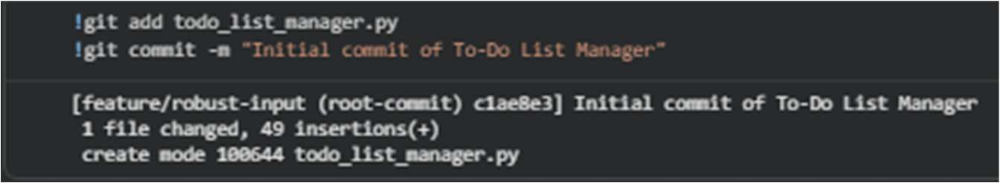 !git add todo_list_manager.py
!git commit -m "Initial commit of To-Do List Manager"
[feature/robust-input (root-commit) c1ae8e3] Initial commit of To-Do List Manager
1 file changed, 49 insertions(+)
create mode 100644 todo_list_manager.py